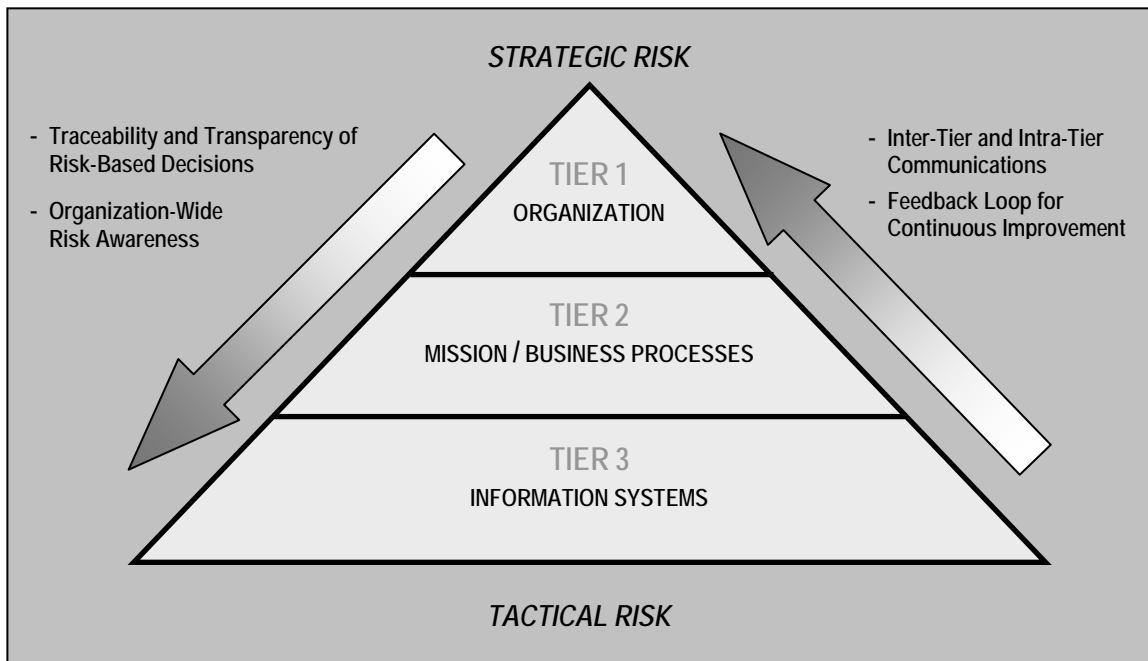 STRATEGIC RISK
- Traceability and Transparency of
Risk-Based Decisions
- Organization-Wide
Risk Awareness
- Inter-Tier and Intra-Tier
Communications
- Feedback Loop for
Continuous Improvement
TIER 1
ORGANIZATION
TIER 2
MISSION / BUSINESS PROCESSES
TIER 3
INFORMATION SYSTEMS
TACTICAL RISK